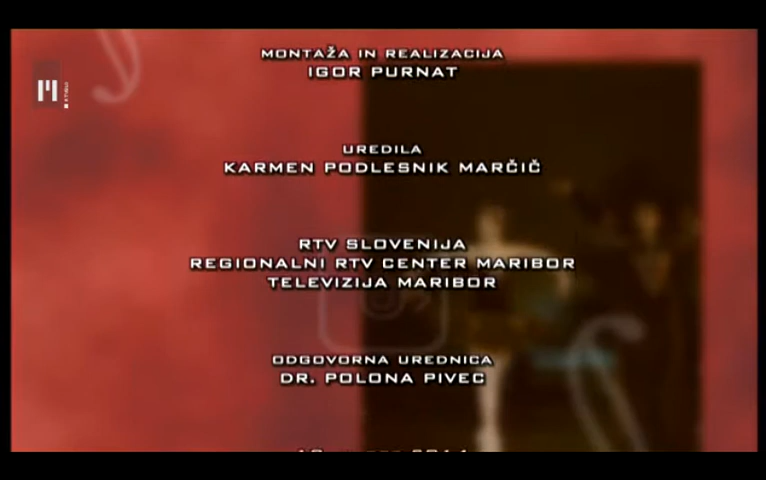 MONTAŽA IN REALIZACIJA
IGOR PURNAT
UREDILA
KARMEN PODLESNIK MARČIČ
RTV SLOVENIJA
REGIONALNI RTV CENTER MARIBOR
TELEVIZIJA MARIBOR
ODGOVORNA UREDNICA
DR. POLONA PIVEC